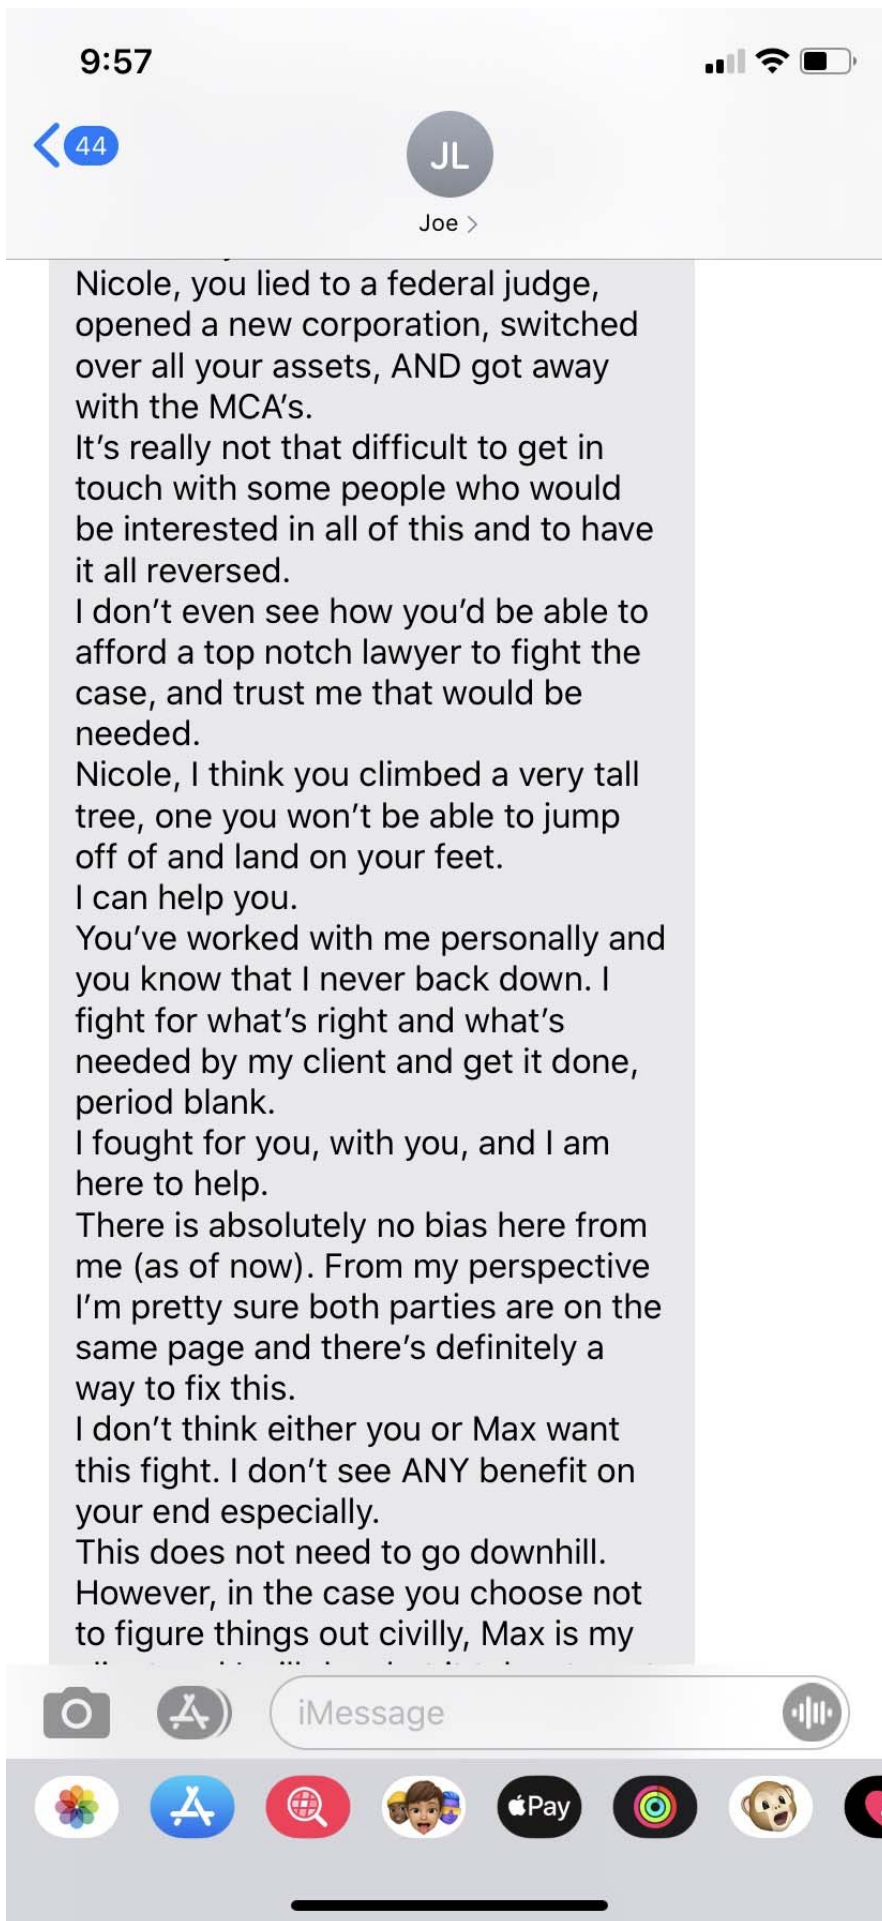 9:57
44
JL
Joe
Nicole, you lied to a federal judge,
opened a new corporation, switched
over all your assets, AND got away
with the MCA’s.
It’s really not that difficult to get in
touch with some people who would
be interested in all of this and to have
it all reversed.
I don’t even see how you’d be able to
afford a top notch lawyer to fight the
case, and trust me that would be
needed.
Nicole, I think you climbed a very tall
tree, one you won’t be able to jump
off of and land on your feet.
I can help you.
You’ve worked with me personally and
you know that I never back down. I
fight for what’s right and what’s
needed by my client and get it done,
period blank.
I fought for you, with you, and I am
here to help.
There is absolutely no bias here from
me (as of now). From my perspective
I’m pretty sure both parties are on the
same page and there’s definitely a
way to fix this.
I don’t think either you or Max want
this fight. I don’t see ANY benefit on
your end especially.
This does not need to go downhill.
However, in the case you choose not
to figure things out civilly, Max is my
iMessage
Pay